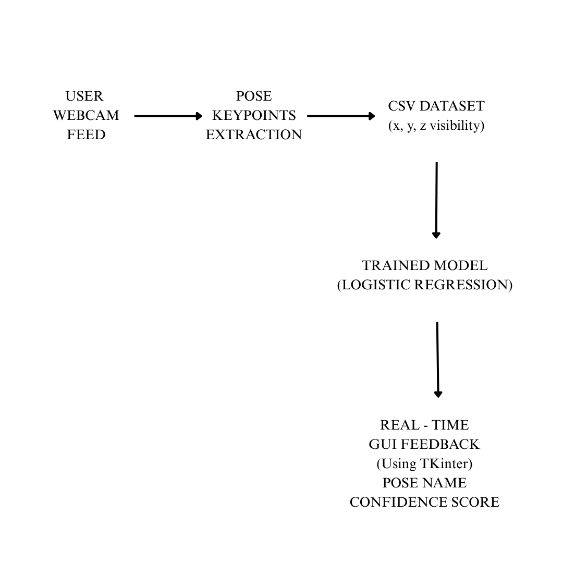 USER
WEBCAM
FEED
POSE
KEYPOINTS
EXTRACTION
CSV DATASET
(x, y, z visibility)
TRAINED MODEL
(LOGISTIC REGRESSION)
REAL - TIME
GUI FEEDBACK
(Using TKinter)
POSE NAME
CONFIDENCE SCORE